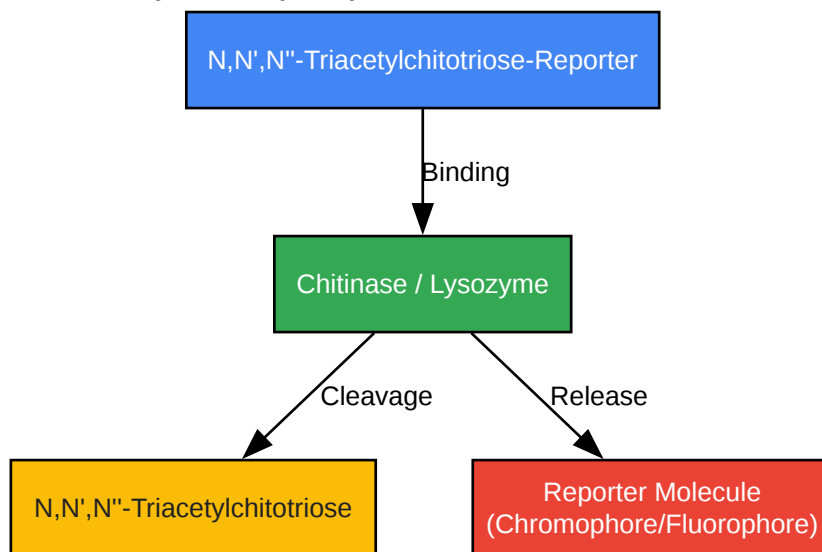 N,N',N''-Triacetylchitotriose-Reporter
Binding
Chitinase / Lysozyme
Cleavage
Release
N,N',N''-Triacetylchitotriose
Reporter Molecule
(Chromophore/Fluorophore)